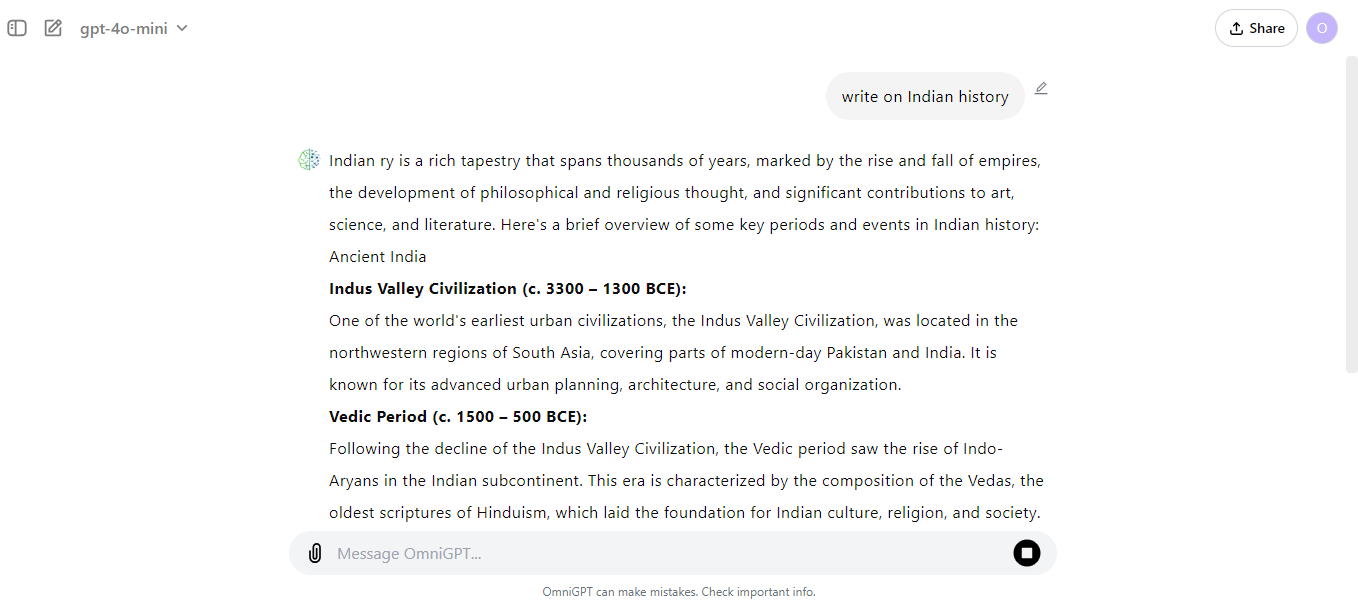 gpt-4o-mini
Share
O
write on Indian history
Indian ry is a rich tapestry that spans thousands of years, marked by the rise and fall of empires,
the development of philosophical and religious thought, and significant contributions to art,
science, and literature. Here's a brief overview of some key periods and events in Indian history:
Ancient India
Indus Valley Civilization (c. 3300 – 1300 BCE):
One of the world's earliest urban civilizations, the Indus Valley Civilization, was located in the
northwestern regions of South Asia, covering parts of modern-day Pakistan and India. It is
known for its advanced urban planning, architecture, and social organization.
Vedic Period (c. 1500 – 500 BCE):
Following the decline of the Indus Valley Civilization, the Vedic period saw the rise of Indo-
Aryans in the Indian subcontinent. This era is characterized by the composition of the Vedas, the
oldest scriptures of Hinduism, which laid the foundation for Indian culture, religion, and society.
Message OmniGPT...
OmniGPT can make mistakes. Check important info.